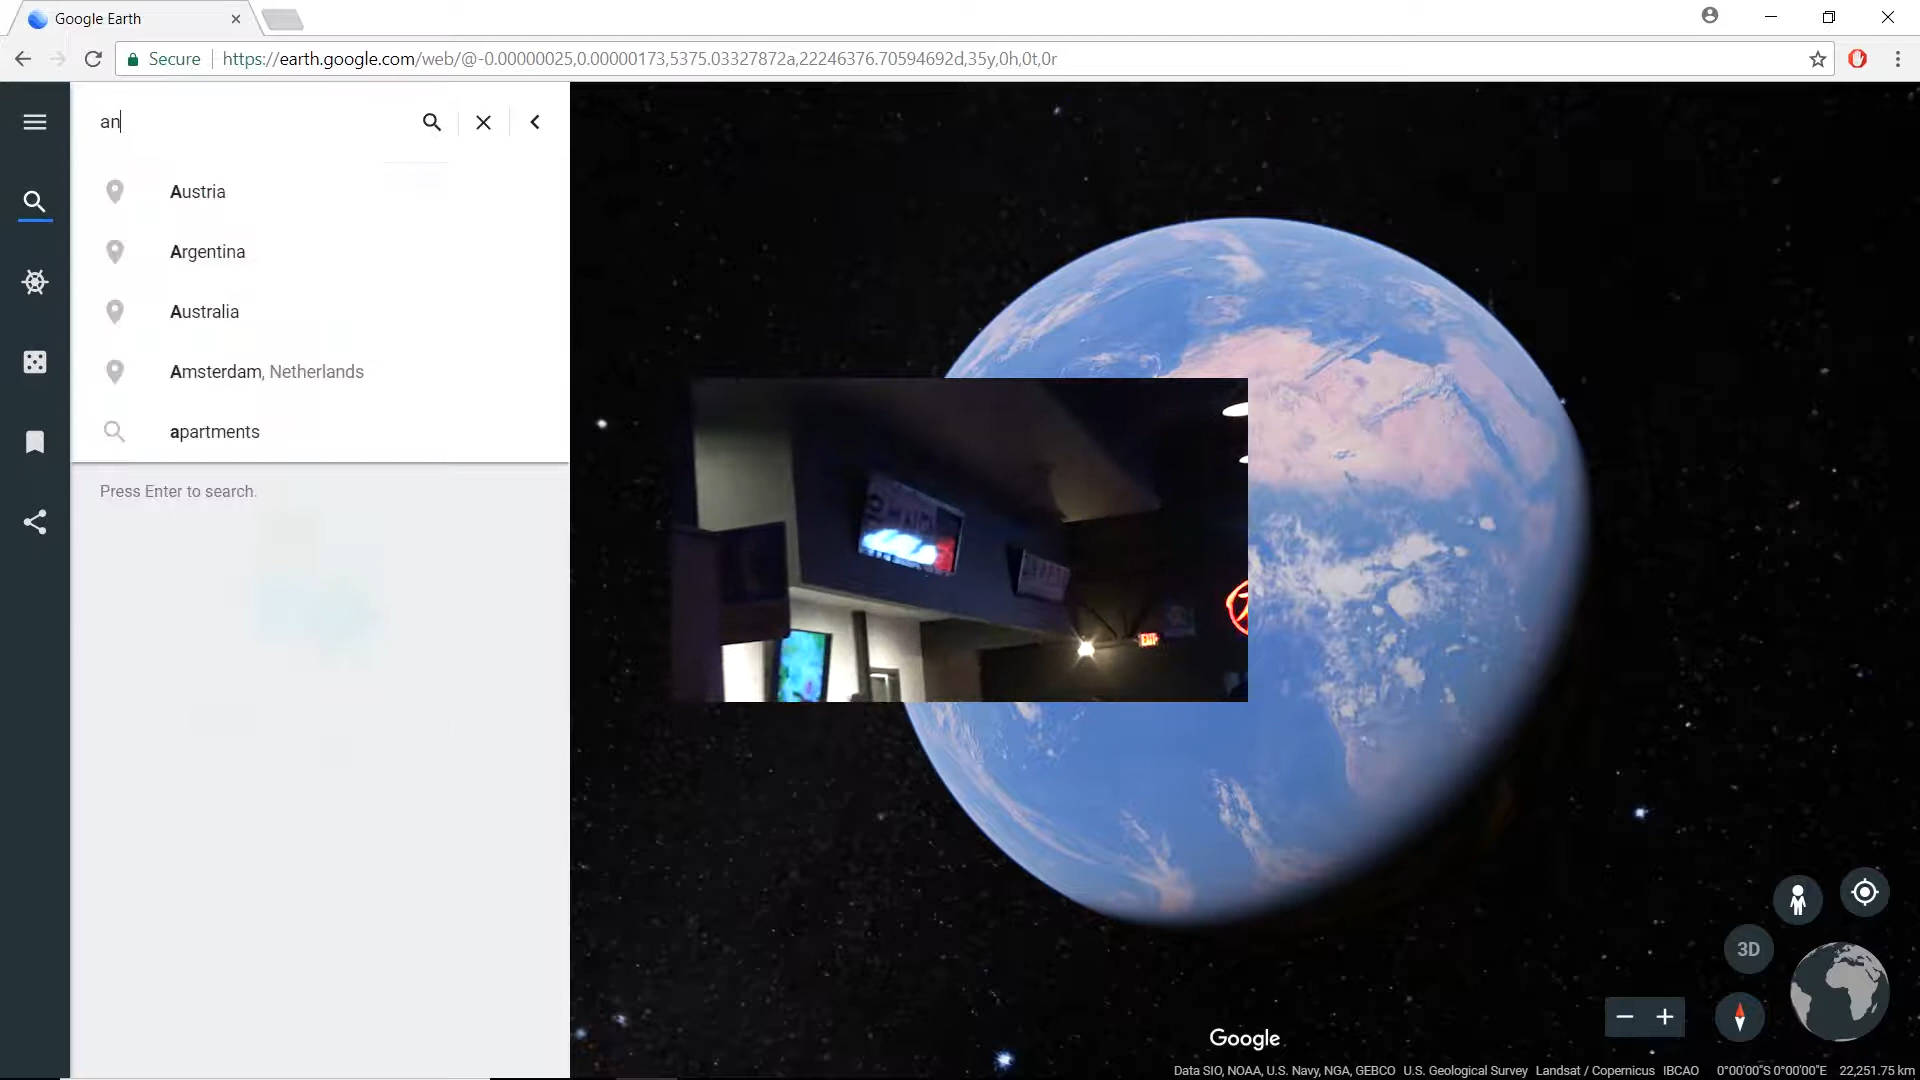 Google Earth
Secure
https://earth.google.com/web/@-0.00000025,0.00000173,5375.03327872a,22246376.70594692d,35y,0h,0t,0r
an
Austria
Argentina
Australia
Amsterdam, Netherlands
apartments
Press Enter to search.
EXIT
3D
Google
Data SIO, NOAA, U.S. Navy, NGA, GEBCO U.S. Geological Survey Landsat / Copernicus IBCAO 0°00'00"S 0°00'00"E 22,251.75 km